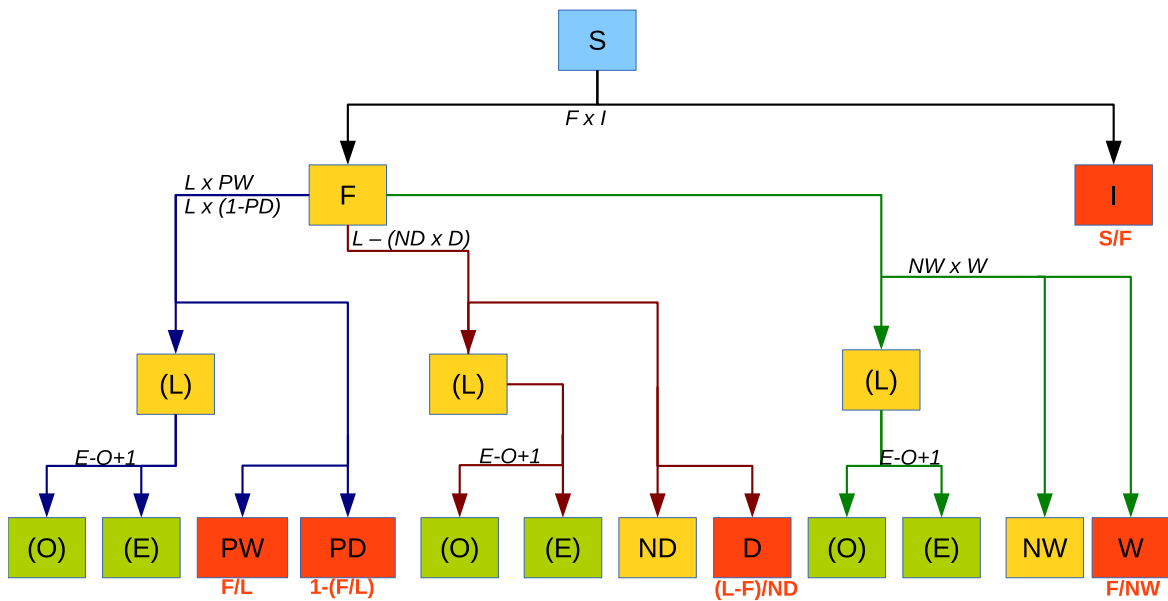 S
F x I
L x PW
F
I
L x (1-PD)
S/F
L – (ND x D)
NW x W
(L)
(L)
(L)
E-O+1
E-O+1
E-O+1
(O)
(E)
PW
PD
(O)
(E)
ND
D
(O)
(E)
NW
W
F/L
1-(F/L)
(L-F)/ND
F/NW